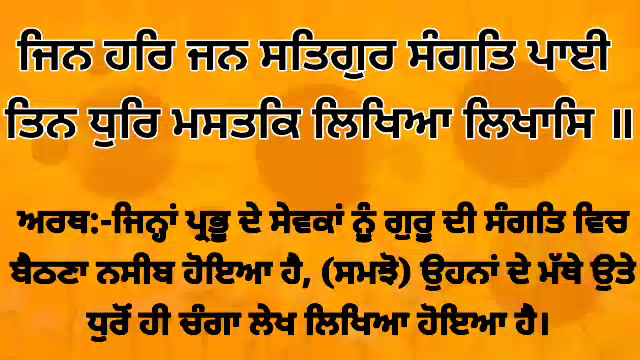 ਜਿਨ ਹਰਿ ਜਨ ਸਤਿਗੁਰ ਸੰਗਤਿ ਪਾਈ
ਤਿਨ ਧੁਰਿ ਮਸਤਕਿ ਲਿਖਿਆ ਲਿਖਾਸਿ ॥
ਅਰਥ:-ਜਿਨ੍ਹਾਂ ਪ੍ਰਭੂ ਦੇ ਸੇਵਕਾਂ ਨੂੰ ਗੁਰੂ ਦੀ ਸੰਗਤਿ ਵਿਚ
ਬੈਠਣਾ ਨਸੀਬ ਹੋਇਆ ਹੈ, (ਸਮਝੋ) ਉਹਨਾਂ ਦੇ ਮੱਥੇ ਉਤੇ
ਧੁਰੋਂ ਹੀ ਚੰਗਾ ਲੇਖ ਲਿਖਿਆ ਹੋਇਆ ਹੈ।